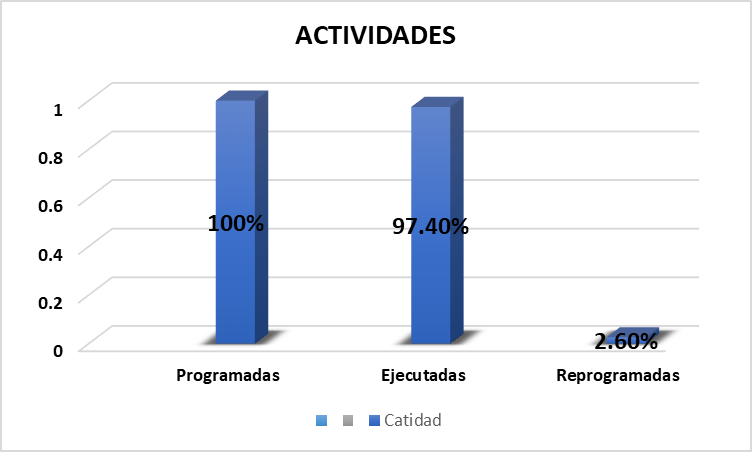 ACTIVIDADES
1
0.8
0.6
0.4
0.2
0
100%
97.40%
2.60%
Programadas
Ejecutadas
Reprogramadas
Catidad